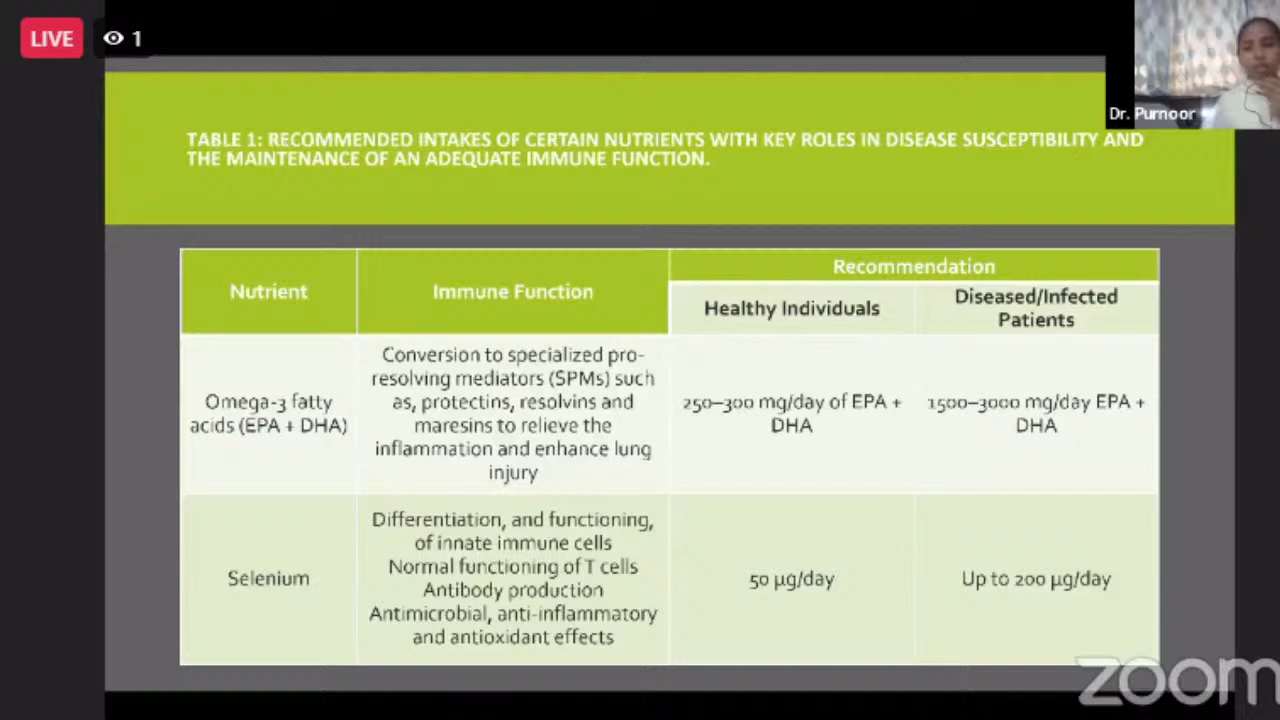 LIVE
1
Dr. Purnoor
TABLE 1: RECOMMENDED INTAKES OF CERTAIN NUTRIENTS WITH KEY ROLES IN DISEASE SUSCEPTIBILITY AND
THE MAINTENANCE OF AN ADEQUATE IMMUNE FUNCTION.
Nutrient
Immune Function
Recommendation
Healthy Individuals
Diseased/Infected
Patients
Omega-3 fatty
acids (EPA + DHA)
Conversion to specialized pro-
resolving mediators (SPMs) such
as, protectins, resolvins and
maresins to relieve the
inflammation and enhance lung
injury
250–300 mg/day of EPA +
DHA
1500–3000 mg/day EPA +
DHA
Selenium
Differentiation, and functioning,
of innate immune cells
Normal functioning of T cells
Antibody production
Antimicrobial, anti-inflammatory
and antioxidant effects
50 µg/day
Up to 200 µg/day
zoom